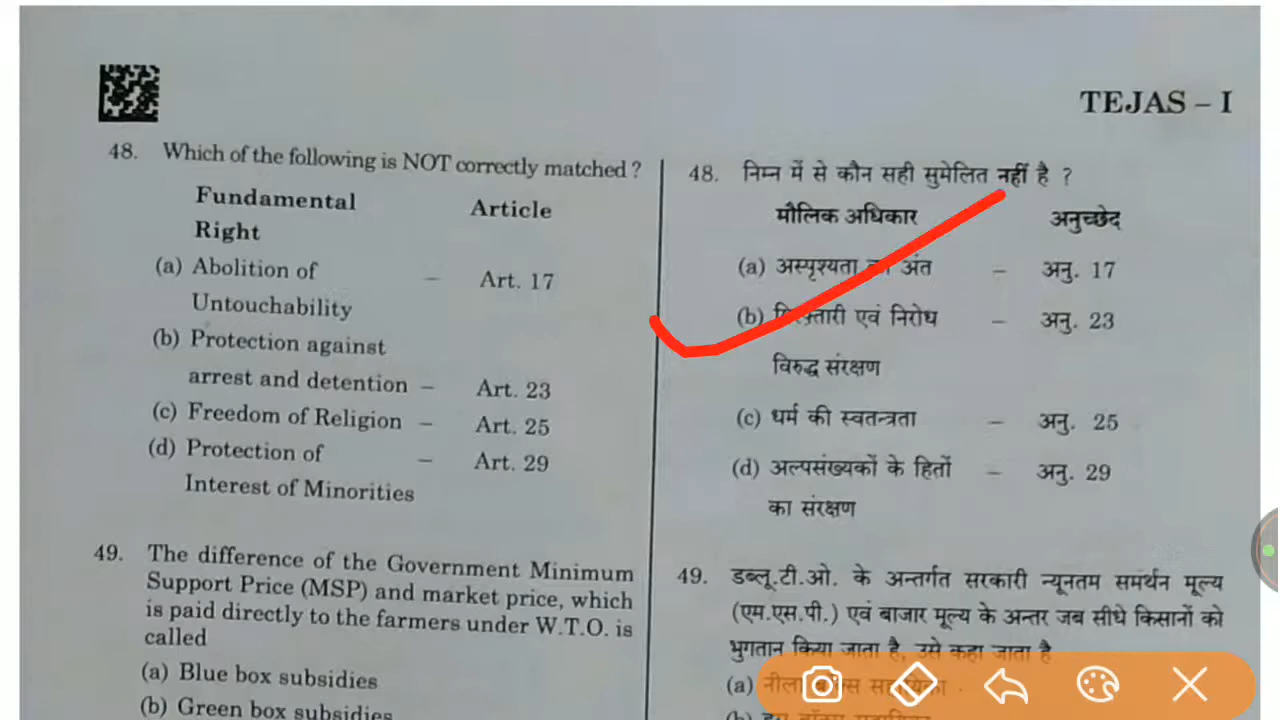 TEJAS – I
48. Which of the following is NOT correctly matched ?
Fundamental Right Article
(a) Abolition of Untouchability – Art. 17
(b) Protection against
arrest and detention – Art. 23
(c) Freedom of Religion – Art. 25
(d) Protection of – Art. 29
Interest of Minorities
49. The difference of the Government Minimum
Support Price (MSP) and market price, which
is paid directly to the farmers under W.T.O. is
called
(a) Blue box subsidies
(b) Green box subsidies
48. निम्न में से कौन सही सुमेलित नहीं है ?
मौलिक अधिकार अनुच्छेद
(a) अस्पृश्यता का अंत – अनु. 17
(b) गिरफ़्तारी एवं निरोध – अनु. 23
विरुद्ध संरक्षण
(c) धर्म की स्वतन्त्रता – अनु. 25
(d) अल्पसंख्यकों के हितों – अनु. 29
का संरक्षण
49. डब्लू.टी.ओ. के अन्तर्गत सरकारी न्यूनतम समर्थन मूल्य
(एम.एस.पी.) एवं बाजार मूल्य के अन्तर जब सीधे किसानों को
भुगतान किया जाता है, उसे कहा जाता है
(a) नीला
(b)